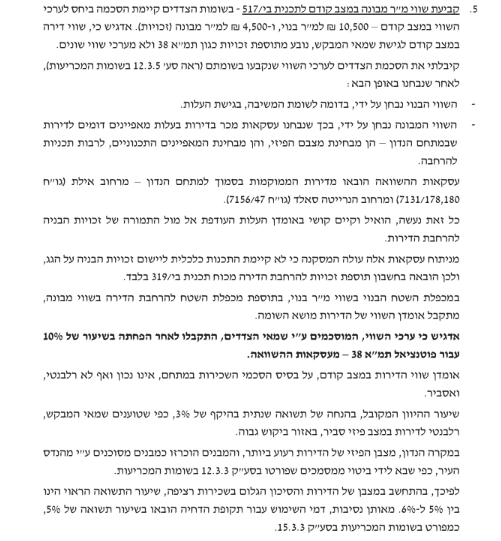 5. קביעת שווי מ"ר מבונה במצב קודם לתכנית בי/517 - בשומות הצדדים קיימת הסכמה ביחס לערכי
השווי במצב קודם – 10,500 ₪ למ"ר בנוי, ו-4,500 ₪ למ"ר מבונה (זכויות). אדגיש כי, שווי דירה
במצב קודם לגישת שמאי המבקש, נובע מתוספת זכויות כגון תמ"א 38 ולא מערכי שווי שונים.
קיבלתי את הסכמת הצדדים לערכי השווי שנקבעו בשומתם (ראה סע' 12.3.5 בשומות המכריעות),
לאחר שנבחנו באופן הבא:
- השווי הבנוי נבחן על ידי, בדומה לשומת המשיבה, בגישת העלות.
- השווי המבונה נבחן על ידי, בכך שנבחנו עסקאות מכר בדירות בעלות מאפיינים דומים לדירות
שבמתחם הנדון – הן מבחינת מצבם הפיזי, והן מבחינת המאפיינים התכנוניים, לרבות תכניות
להרחבה.
עסקאות ההשוואה הובאו מדירות הממוקמות בסמוך למתחם הנדון – מרחוב אילת (גו"ח
7131/178,180) ומרחוב הנרייטה סאלד (גו"ח 7156/47).
כל זאת נעשה, הואיל וקיים קושי באומדן העלות העודפת אל מול התמורה של זכויות הבניה
להרחבת הדירות.
מניתוח עסקאות אלה עולה המסקנה כי לא קיימת התכנות כלכלית ליישום זכויות הבניה על הגג,
ולכן הובאה בחשבון תוספת זכויות להרחבת הדירה מכוח תכנית בי/319 בלבד.
במכפלת השטח הבנוי בשווי מ"ר בנוי, בתוספת מכפלת השטח להרחבת הדירה בשווי מבונה,
מתקבל אומדן השווי של הדירות מושא השומה.
אדגיש כי ערכי השווי, המוסכמים ע"י שמאי הצדדים, התקבלו לאחר הפחתה בשיעור של 10%
עבור פוטנציאל תמ"א 38 – מעסקאות ההשוואה.
אומדן שווי הדירות במצב קודם, על בסיס הסכמי השכירות במתחם, אינו נכון ואף לא רלבנטי,
ואסביר.
שיעור ההיוון המקובל, בהנחה של תשואה שנתית בהיקף של 3%, כפי שטוענים שמאי המבקש,
רלבנטי לדירות במצב פיזי סביר, באזור ביקוש גבוה.
במקרה הנדון, מצבן הפיזי של הדירות רעוע ביותר, והמבנים הוכרזו כמבנים מסוכנים ע"י מהנדס
העיר, כפי שבא לידי ביטוי ממסמכים שפורטו בסע"ק 12.3.3 בשומות המכריעות.
לפיכך, בהתחשב במצבן של הדירות והסיכון הגלום בשכירות רציפה, שיעור התשואה הראוי הינו
בין 5% ל-6%. מאותן נסיבות, דמי השימוש עבור תקופת הדחיה הובאו בשיעור תשואה של 5%,
כמפורט בשומות המכריעות בסע"ק 15.3.3.